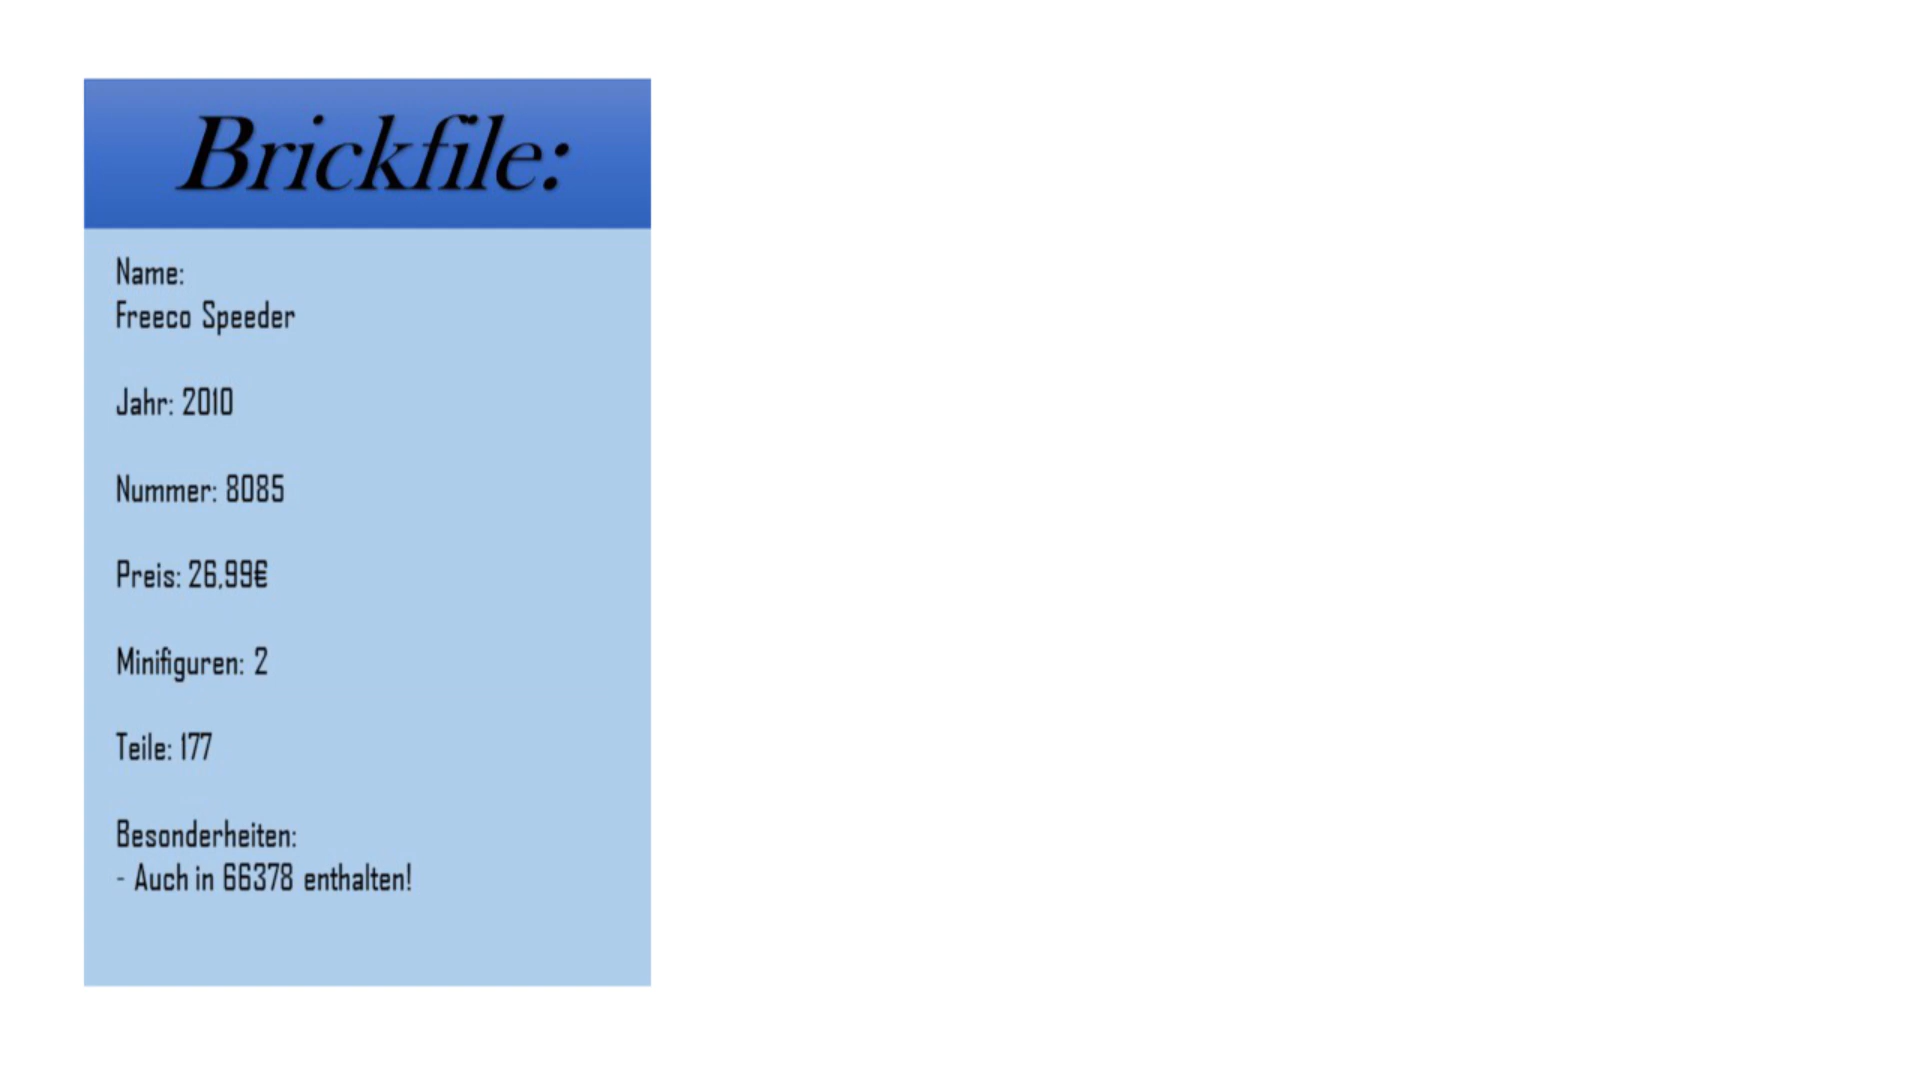 Brickfile:
Name:
Freeco Speeder
Jahr: 2010
Nummer: 8085
Preis: 26,99€
Minifiguren: 2
Teile: 177
Besonderheiten:
- Auch in 66378 enthalten!